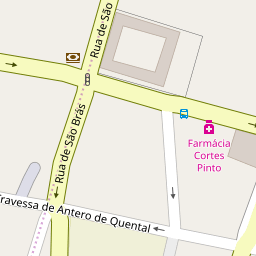 Rua de São
Rua de São Brás
Farmácia
Cortes
Pinto
Travessa de Antero de Quental